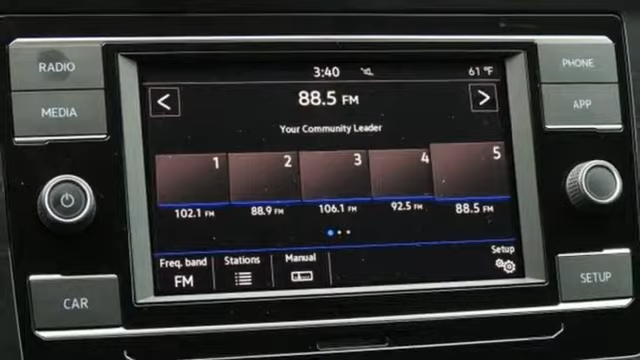 RADIO
MEDIA
CAR
PHONE
APP
SETUP
3:40 61 °F
88.5 FM
Your Community Leader
1 2 3 4 5
102.1 FM 88.9 FM 106.1 FM 92.5 FM 88.5 FM
Freq. band Stations Manual Setup
FM